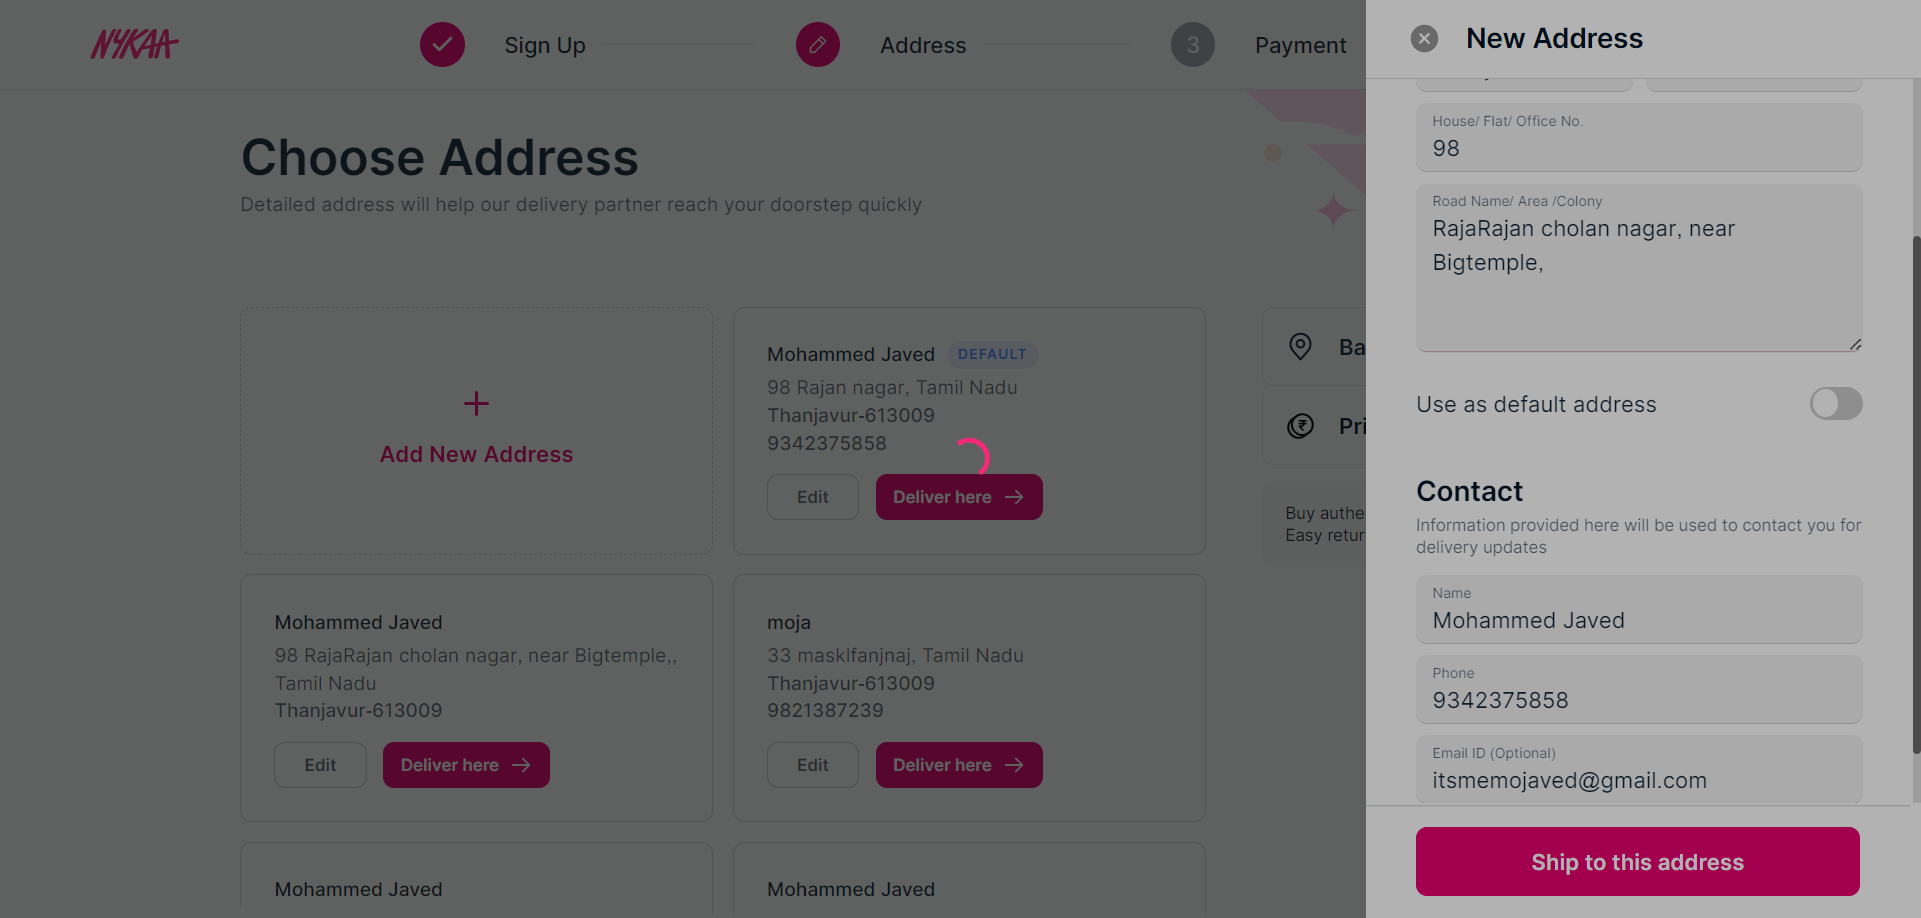 NYKAA
Sign Up
Address
3
Payment
Choose Address
Detailed address will help our delivery partner reach your doorstep quickly
Add New Address
Mohammed Javed DEFAULT
98 Rajan nagar, Tamil Nadu
Thanjavur-613009
9342375858
Edit
Deliver here
Mohammed Javed
98 RajaRajan cholan nagar, near Bigtemple,,
Tamil Nadu
Thanjavur-613009
Edit
Deliver here
moja
33 masklfanjnaj, Tamil Nadu
Thanjavur-613009
9821387239
Edit
Deliver here
Mohammed Javed
Mohammed Javed
Ba
Pri
Buy authe
Easy retur
New Address
House/ Flat/ Office No.
98
Road Name/ Area /Colony
RajaRajan cholan nagar, near
Bigtemple,
Use as default address
Contact
Information provided here will be used to contact you for
delivery updates
Name
Mohammed Javed
Phone
9342375858
Email ID (Optional)
itsmemojaved@gmail.com
Ship to this address